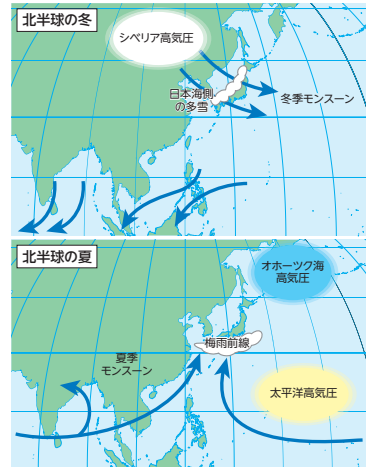 北半球の冬
シベリア高気圧
日本海側
の多雪
冬季モンスーン
北半球の夏
オホーツク海
高気圧
梅雨前線
夏季
モンスーン
太平洋高気圧